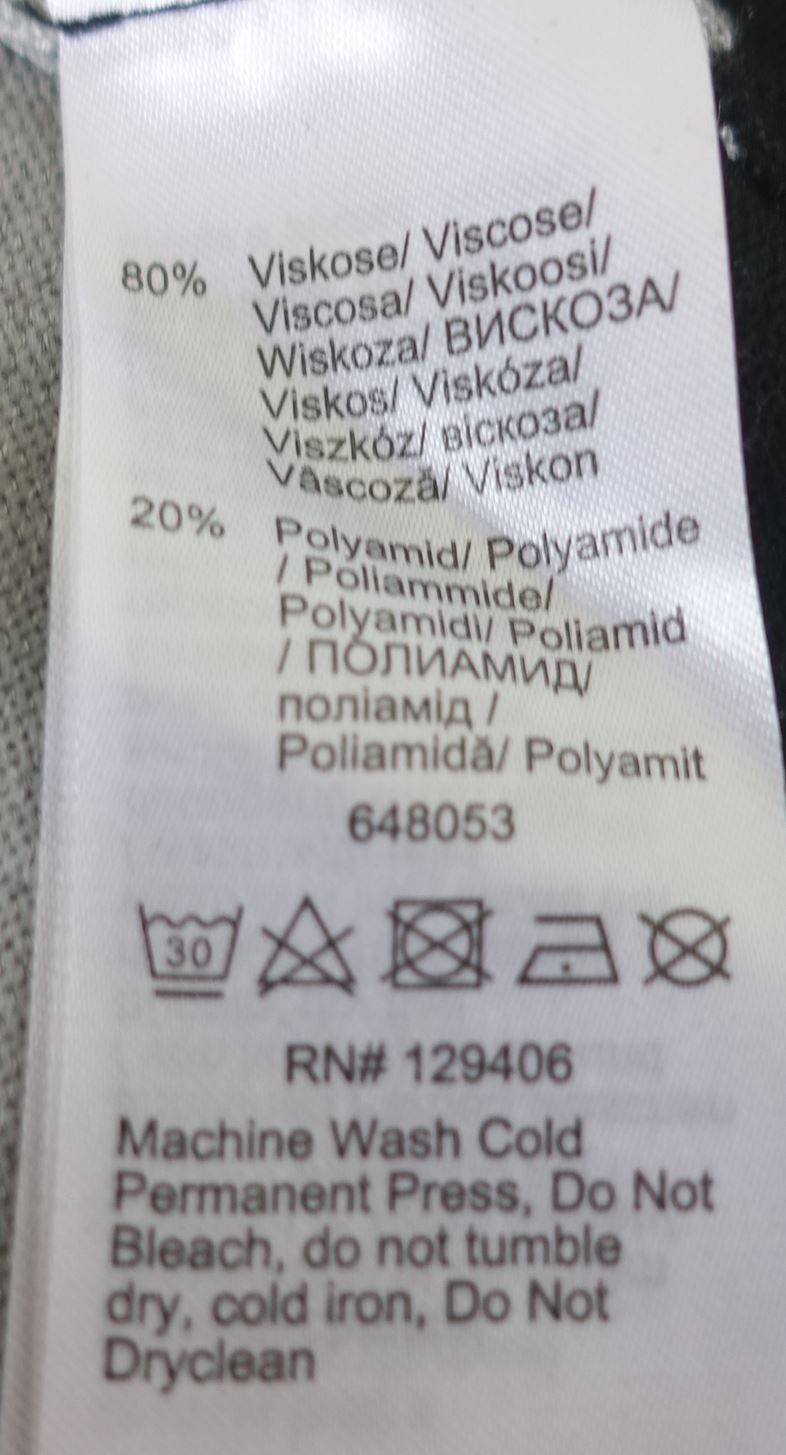 80% Viskose/ Viscose/
Viscosa/ Viskoosi/
Wiskoza/ ВИСКОЗА/
Viskos/ Viskóza/
Viszkóz/ віскоза/
Vâscoză/ Viskon
20% Polyamid/ Polyamide
/ Poliammide/
Polyamidi/ Poliamid
/ ПОЛИАМИД/
поліамід /
Poliamidă/ Polyamit
648053
30
RN# 129406
Machine Wash Cold
Permanent Press, Do Not
Bleach, do not tumble
dry, cold iron, Do Not
Dryclean